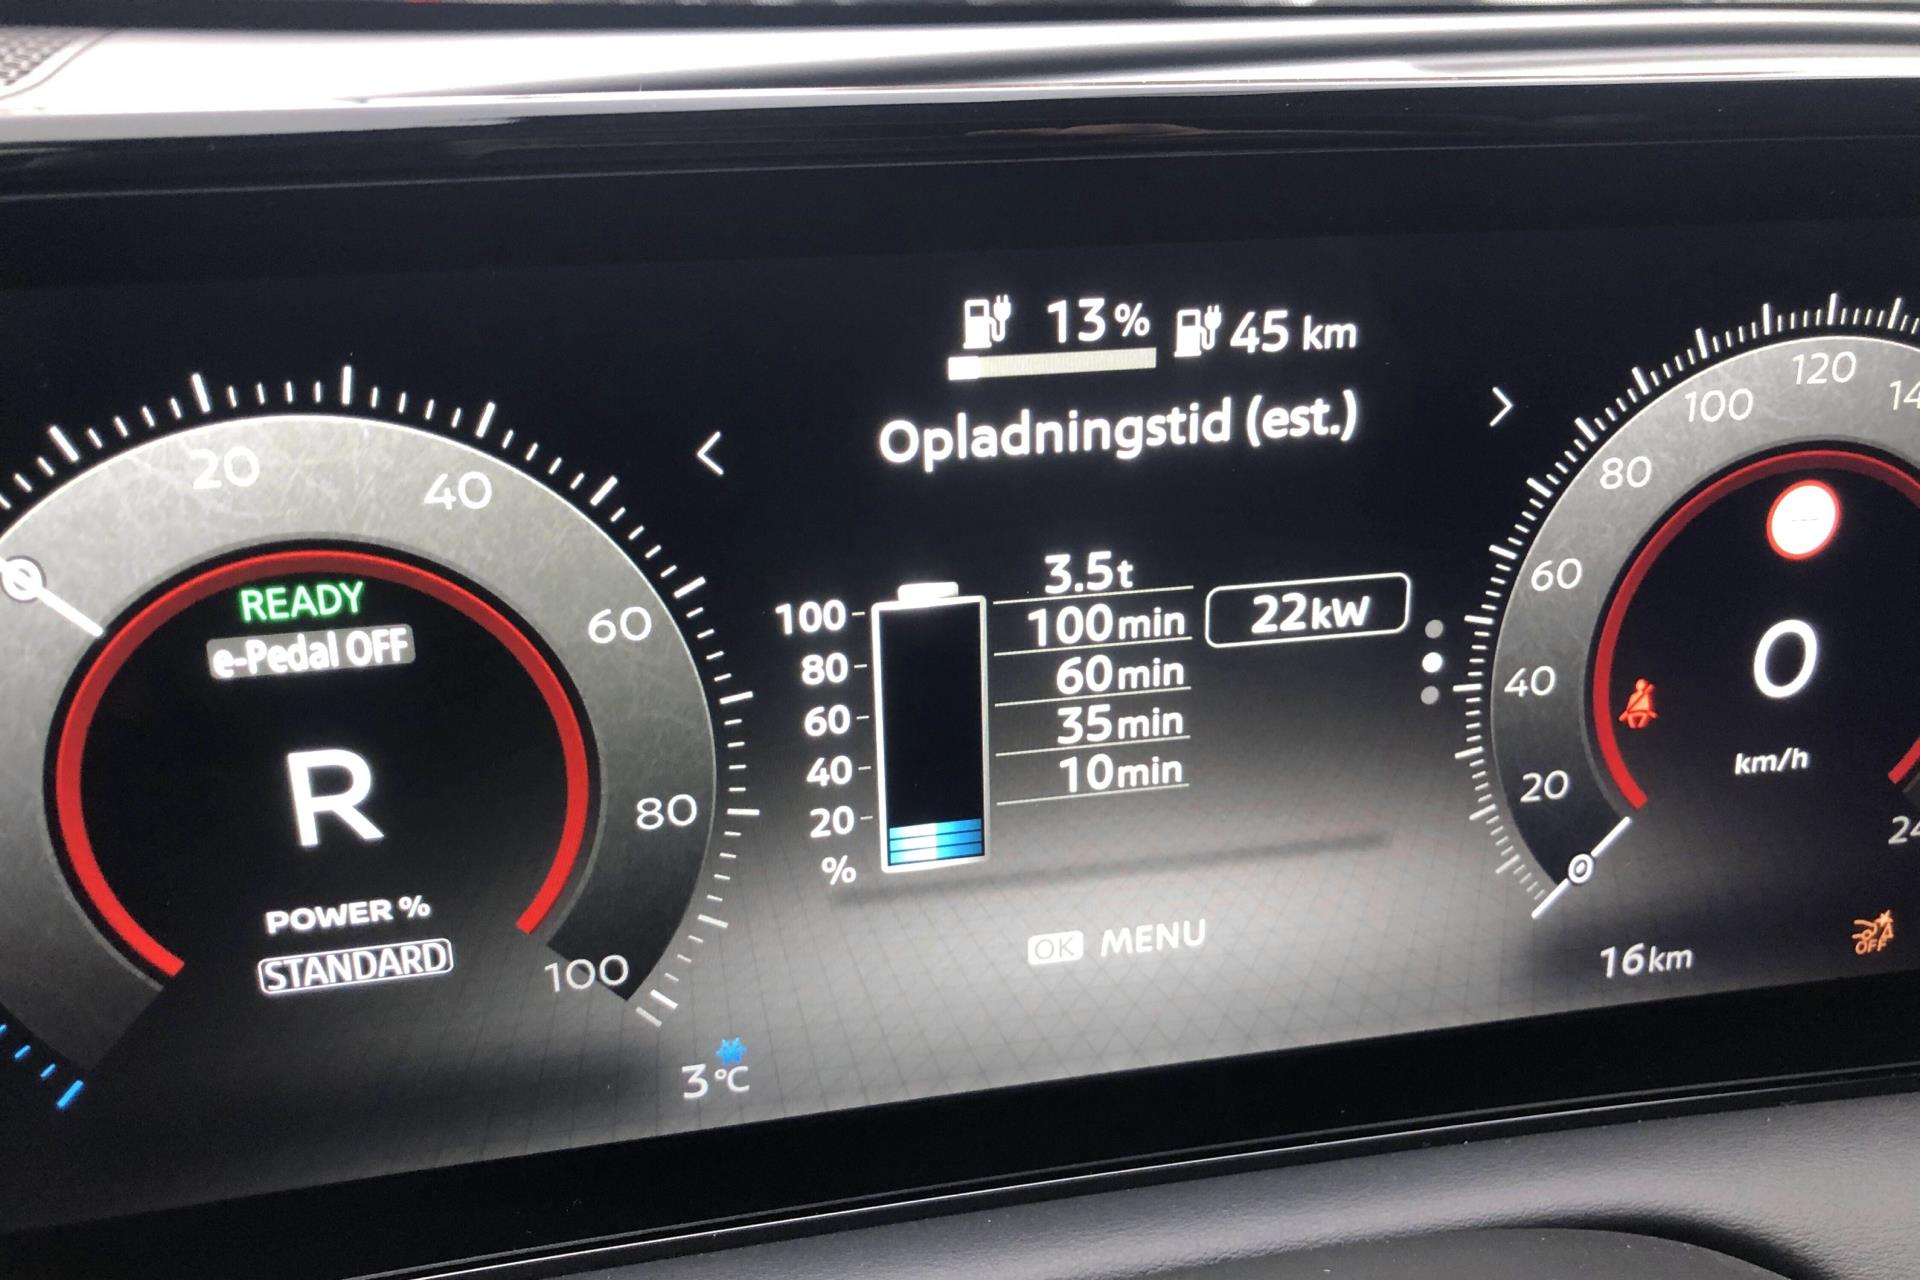 13% 45 km
Opladningstid (est.)
20
40
60
80
100
READY
e-Pedal OFF
R
POWER %
STANDARD
3°C
3.5t
100 100min 22kW
80 60min
60 35min
40 10min
20
%
OK MENU
120
100
80
60
40
20
0
0
km/h
16km
OFF